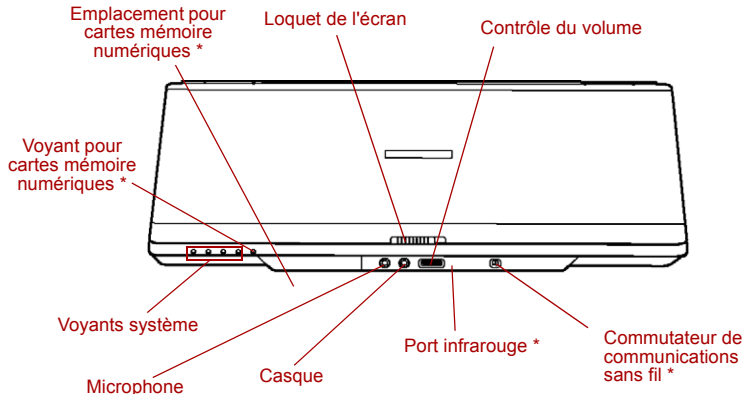 Emplacement pour
cartes mémoire
numériques *
Loquet de l'écran
Contrôle du volume
Voyant pour
cartes mémoire
numériques *
Voyants système
Microphone
Casque
Port infrarouge *
Commutateur de
communications
sans fil *